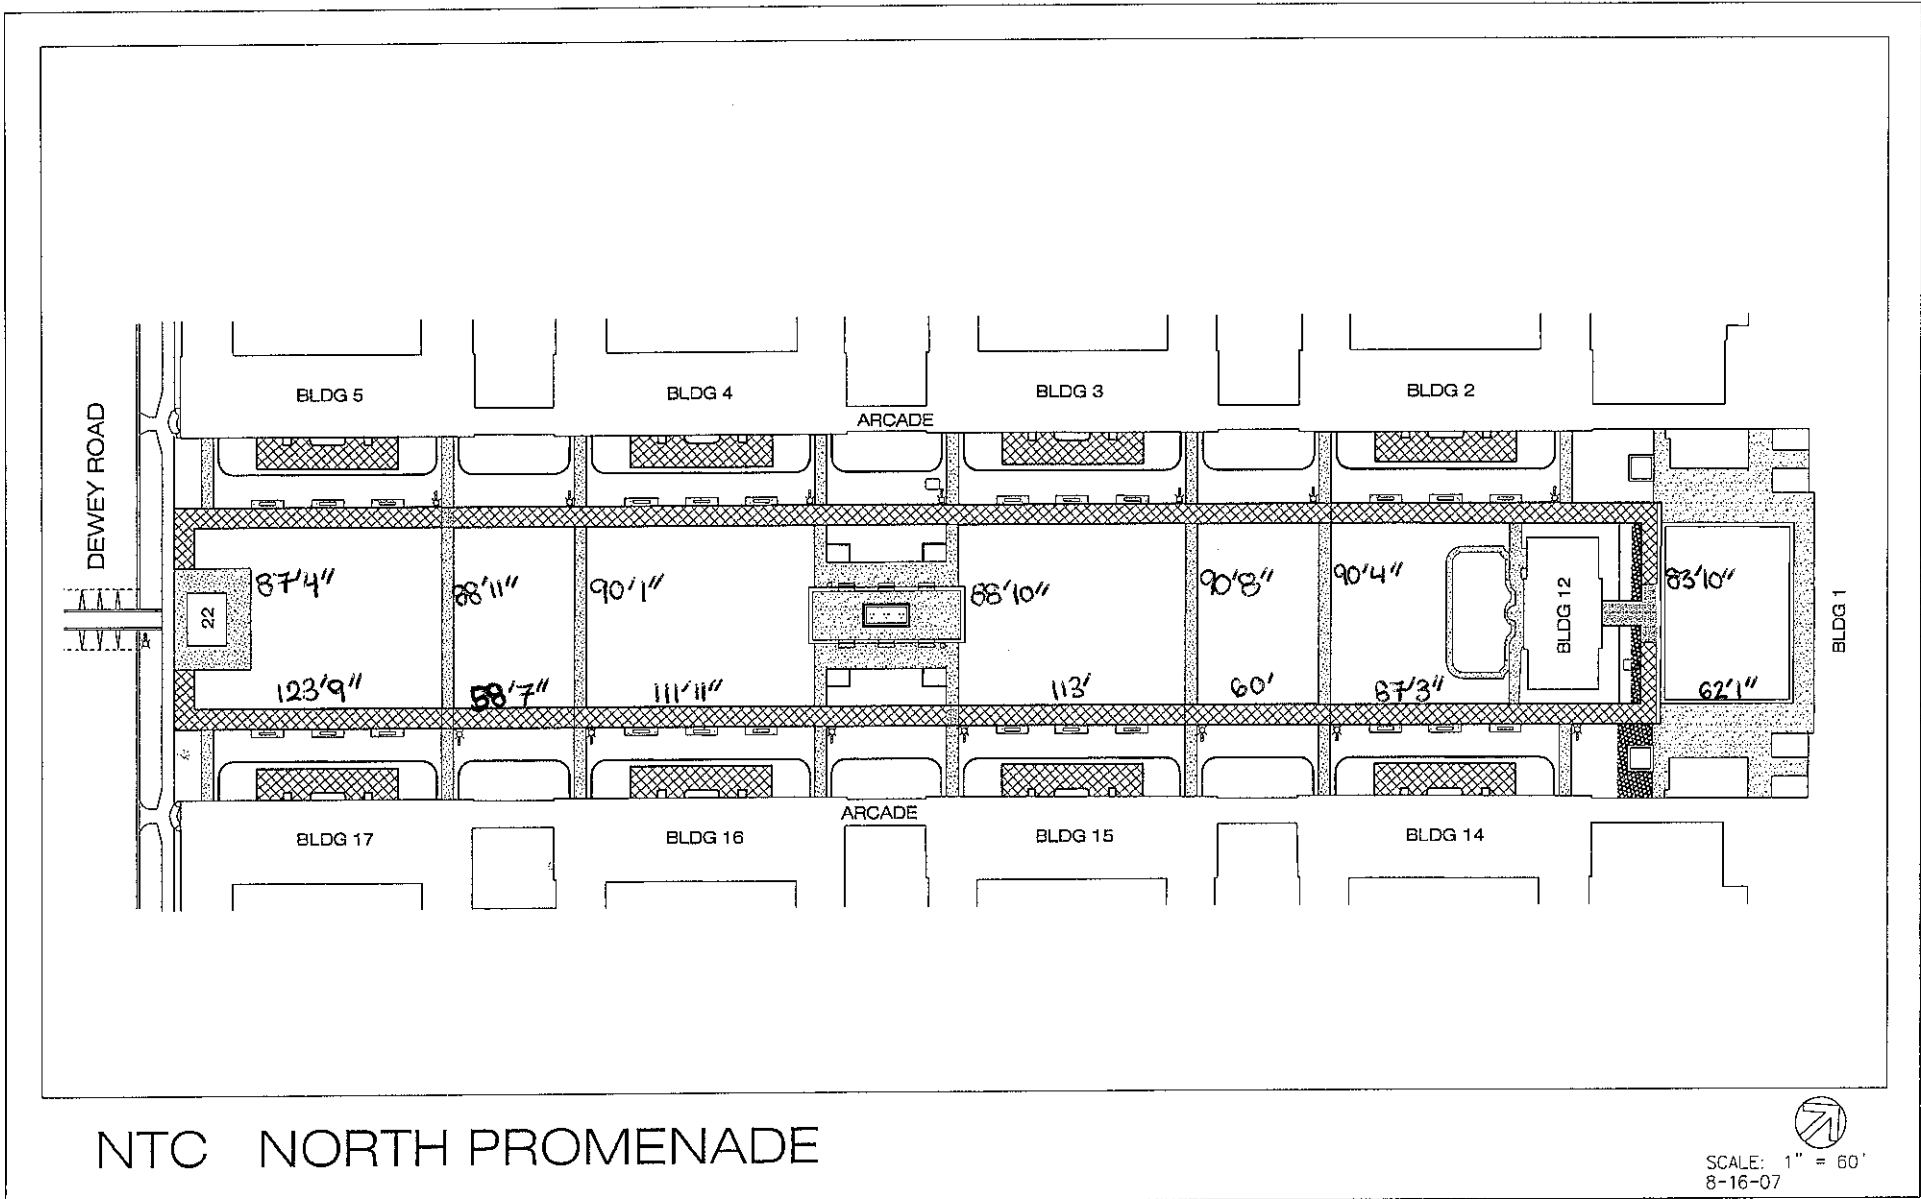 BLDG 5
BLDG 4
BLDG 3
BLDG 2
ARCADE
DEWEY ROAD
22
87'4"
88'11"
90'1"
88'10"
90'8"
90'4"
BLDG 12
83'10"
BLDG 1
123'9"
58'7"
111'11"
113'
60'
87'3"
62'1"
ARCADE
BLDG 17
BLDG 16
BLDG 15
BLDG 14
NTC NORTH PROMENADE
SCALE: 1" = 60'
8-16-07